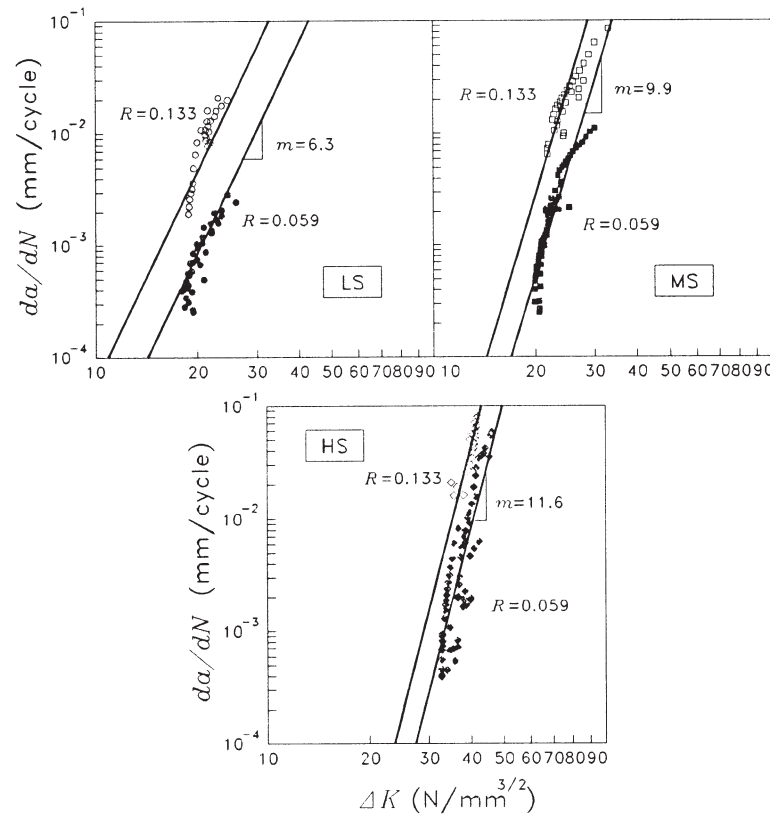 10⁻¹
10⁻²
10⁻³
10⁻⁴
da/dN (mm/cycle)
R=0.133
m=6.3
R=0.059
LS
10 20 30 40 50 60 70 80 90
R=0.133
m=9.9
R=0.059
MS
10 20 30 40 50 60 70 80 90
10⁻¹
10⁻²
10⁻³
10⁻⁴
da/dN (mm/cycle)
HS
R=0.133
m=11.6
R=0.059
10 20 30 40 50 60 70 80 90
ΔK (N/mm³/²)